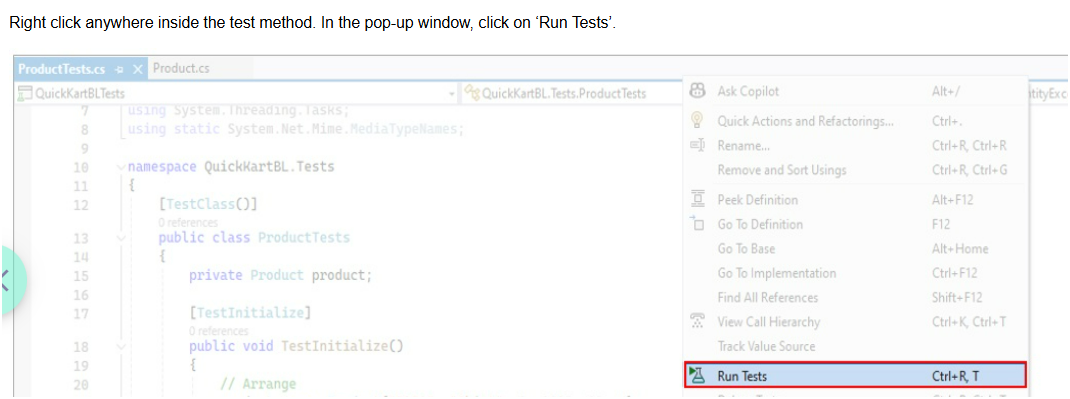 Right click anywhere inside the test method. In the pop-up window, click on ‘Run Tests’.
ProductTests.cs Product.cs
QuickKartBLTests QuickKartBL.Tests.ProductTests
Ask Copilot Alt+/
Quick Actions and Refactorings... Ctrl+.
Rename... Ctrl+R, Ctrl+R
Remove and Sort Usings Ctrl+R, Ctrl+G
Peek Definition Alt+F12
Go To Definition F12
Go To Base Alt+Home
Go To Implementation Ctrl+F12
Find All References Shift+F12
View Call Hierarchy Ctrl+K, Ctrl+T
Track Value Source
Run Tests Ctrl+R, T
7 using System.Threading.Tasks;
8 using static System.Net.Mime.MediaTypeNames;
9
10 namespace QuickKartBL.Tests
11 {
12 [TestClass()]
0 references
13 public class ProductTests
14 {
15 private Product product;
16
17 [TestInitialize]
0 references
18 public void TestInitialize()
19 {
20 // Arrange